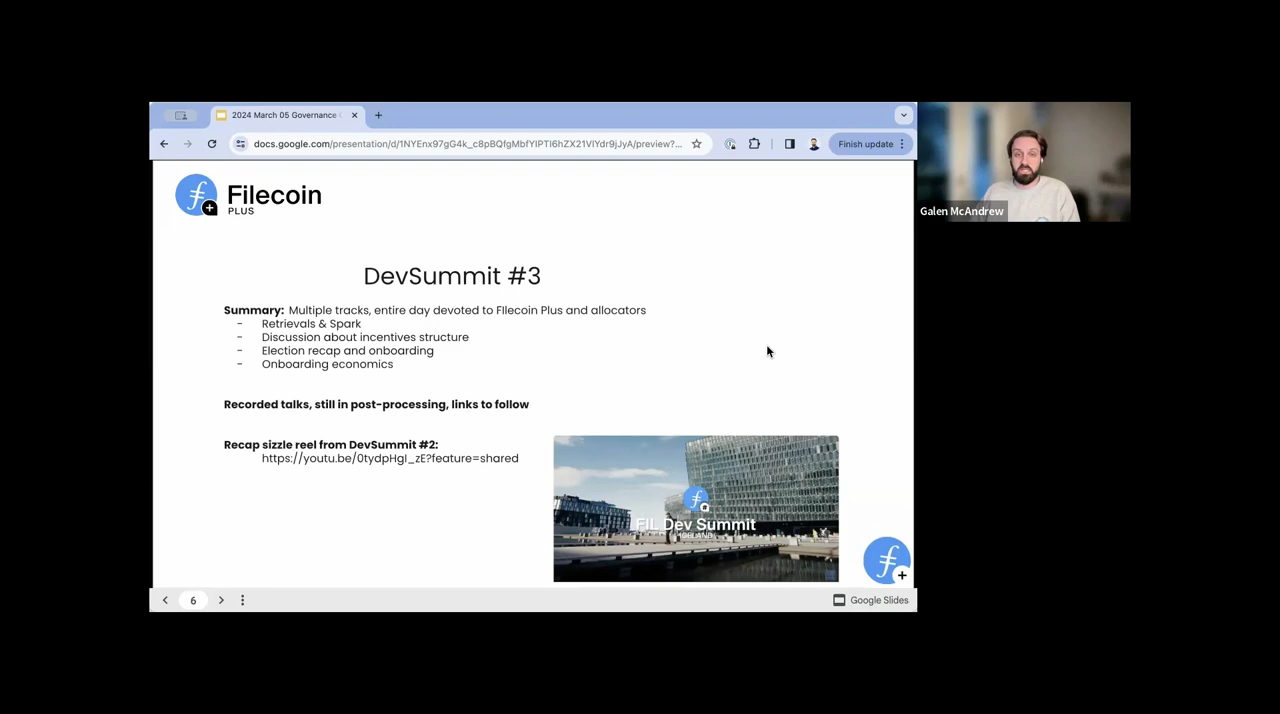 2024 March 05 Governance
docs.google.com/presentation/d/1NYEnx97gG4k_c8pBQfgMbfYIPTI6hZX21VIYdr9jJyA/preview?...
Finish update
Filecoin
PLUS
DevSummit #3
Summary: Multiple tracks, entire day devoted to FIlecoin Plus and allocators
- Retrievals & Spark
- Discussion about incentives structure
- Election recap and onboarding
- Onboarding economics
Recorded talks, still in post-processing, links to follow
Recap sizzle reel from DevSummit #2:
https://youtu.be/0tydpHgI_zE?feature=shared
FIL Dev Summit
ICELAND
6
Google Slides
Galen McAndrew